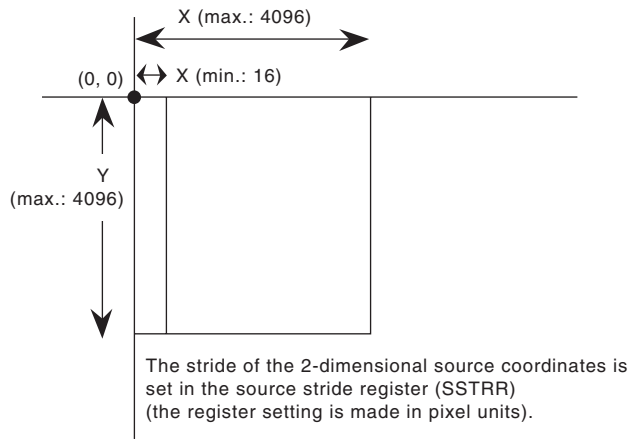 X (max.: 4096)
(0, 0)
X (min.: 16)
Y
(max.: 4096)
The stride of the 2-dimensional source coordinates is
set in the source stride register (SSTRR)
(the register setting is made in pixel units).